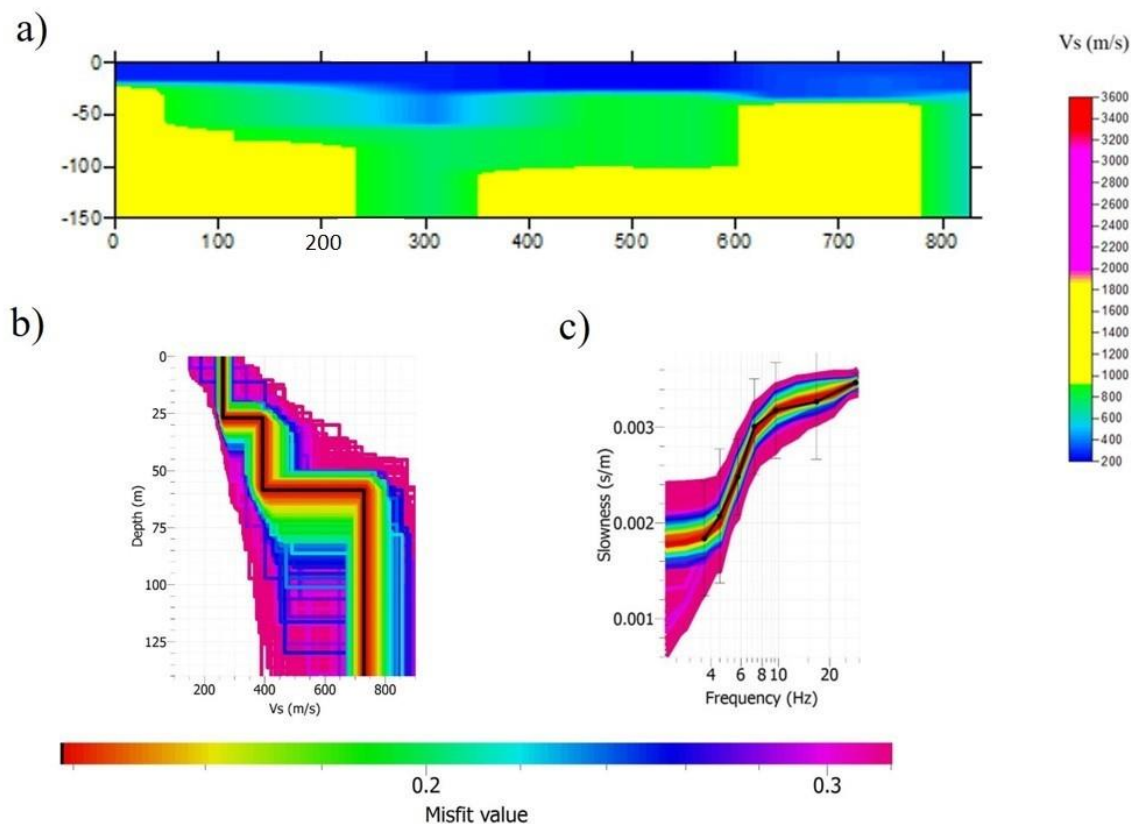 a)
Vs (m/s)
0
-50
-100
-150
0 100 200 300 400 500 600 700 800
3600
3400
3200
3000
2800
2600
2400
2200
2000
1800
1600
1400
1200
1000
800
600
400
200
b)
0
25
50
75
100
125
Depth (m)
200 400 600 800
Vs (m/s)
c)
0.003
0.002
0.001
Slowness (s/m)
4 6 8 10 20
Frequency (Hz)
0.2 0.3
Misfit value